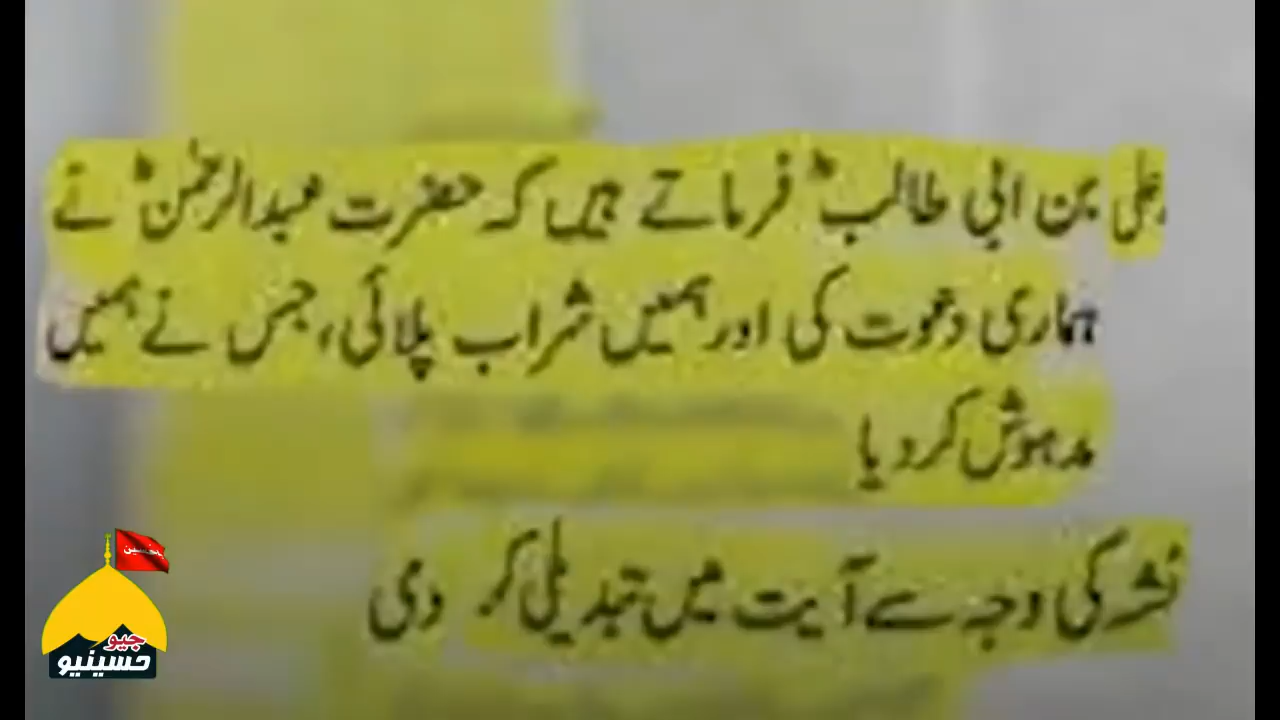 علی بن ابی طالبؓ فرماتے ہیں کہ حضرت عبدالرحمٰنؓ نے
ہماری دعوت کی اور ہمیں شراب پلائی، جس نے ہمیں
مدہوش کر دیا
نشہ کی وجہ سے آیت میں تبدیلی کر دی
جیو
حسینیو